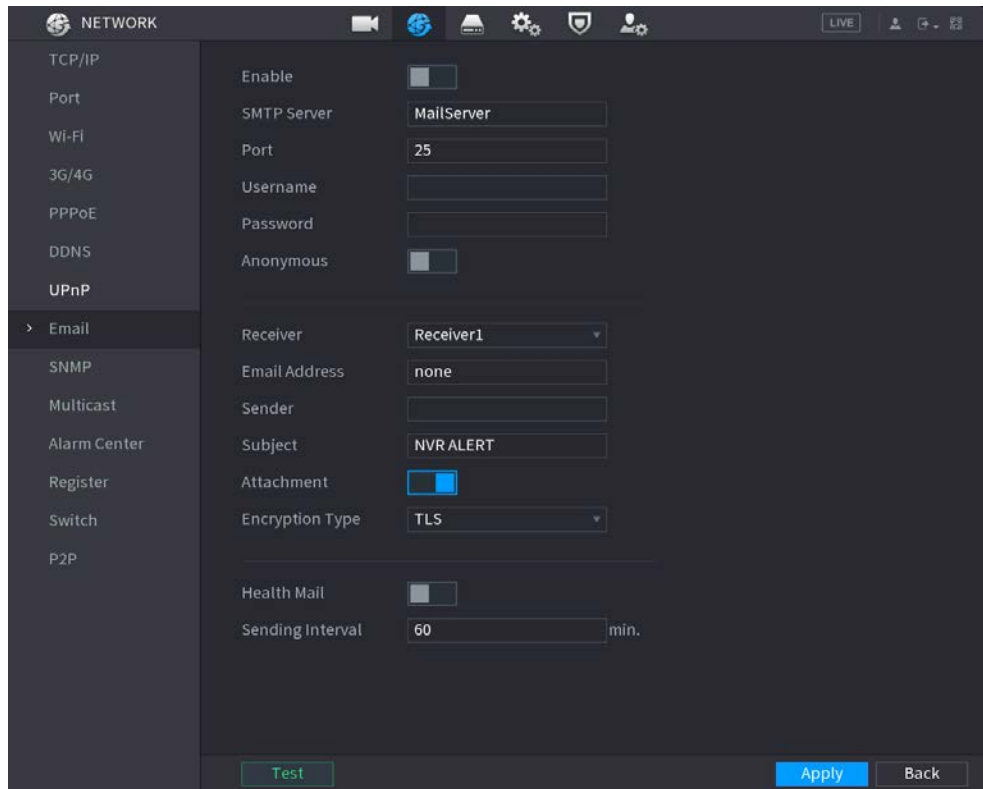 NETWORK
LIVE
TCP/IP
Port
Wi-Fi
3G/4G
PPPoE
DDNS
UPnP
> Email
SNMP
Multicast
Alarm Center
Register
Switch
P2P
Enable
SMTP Server MailServer
Port 25
Username
Password
Anonymous
Receiver Receiver1
Email Address none
Sender
Subject NVR ALERT
Attachment
Encryption Type TLS
Health Mail
Sending Interval 60 min.
Test Apply Back